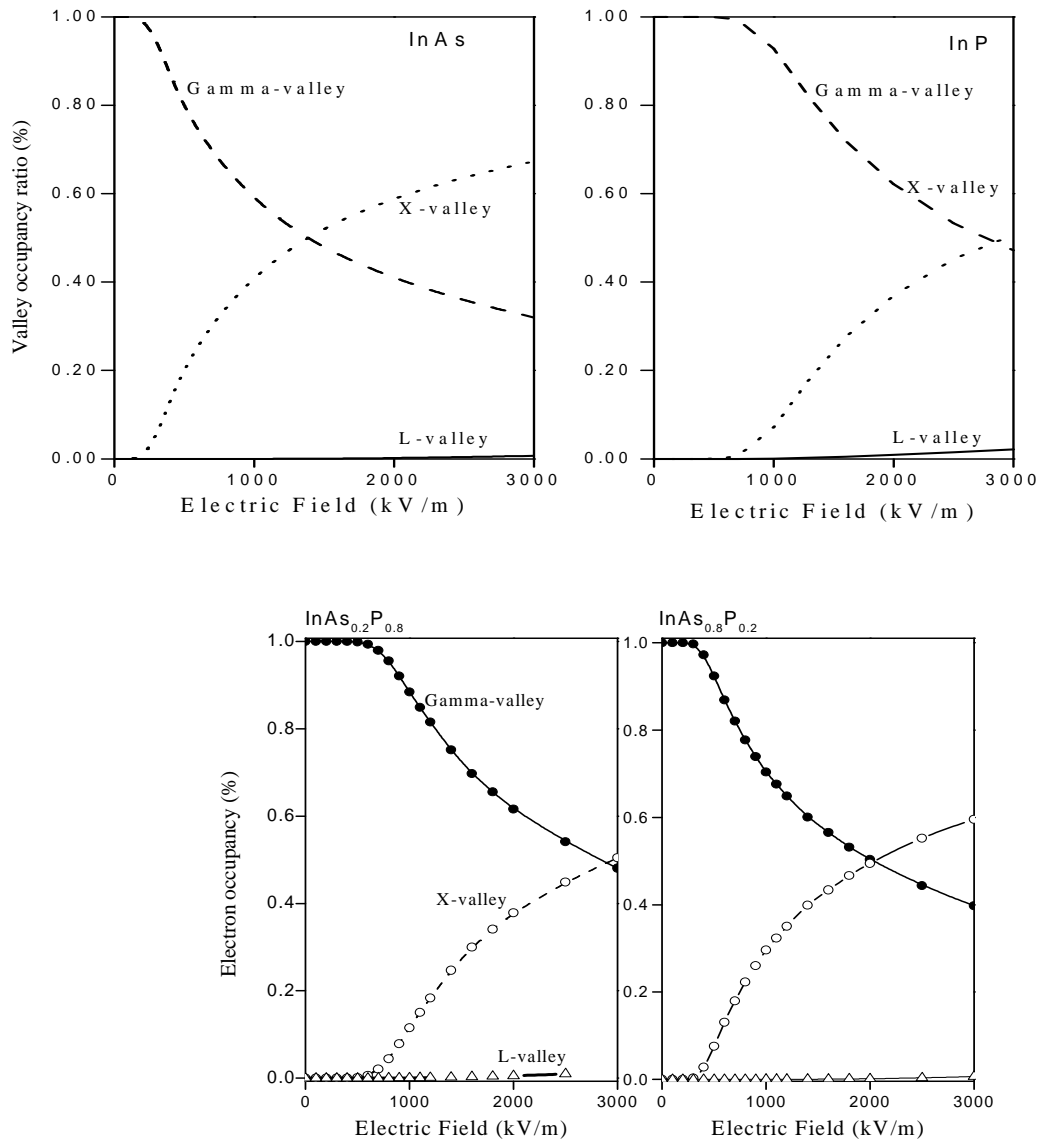 InAs
InP
Gamma-valley
Gamma-valley
X-valley
X-valley
L-valley
L-valley
Valley occupancy ratio (%)
1.00
0.80
0.60
0.40
0.20
0.00
0
1000
2000
3000
Electric Field (kV/m)
1.00
0.80
0.60
0.40
0.20
0.00
0
1000
2000
3000
Electric Field (kV/m)
InAs0.2P0.8
Gamma-valley
X-valley
L-valley
Electron occupancy (%)
1.0
0.8
0.6
0.4
0.2
0.0
0
1000
2000
3000
Electric Field (kV/m)
InAs0.8P0.2
1.0
0.8
0.6
0.4
0.2
0.0
0
1000
2000
3000
Electric Field (kV/m)